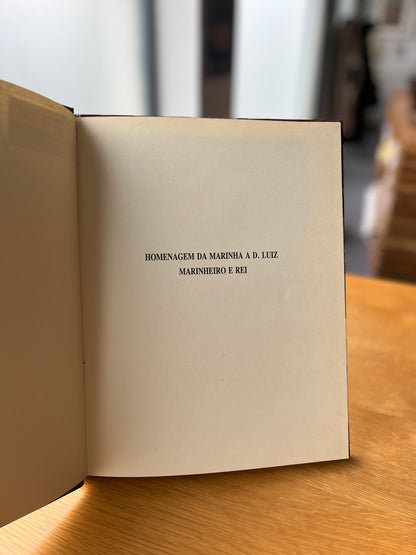 HOMENAGEM DA MARINHA A D. LUIZ
MARINHEIRO E REI